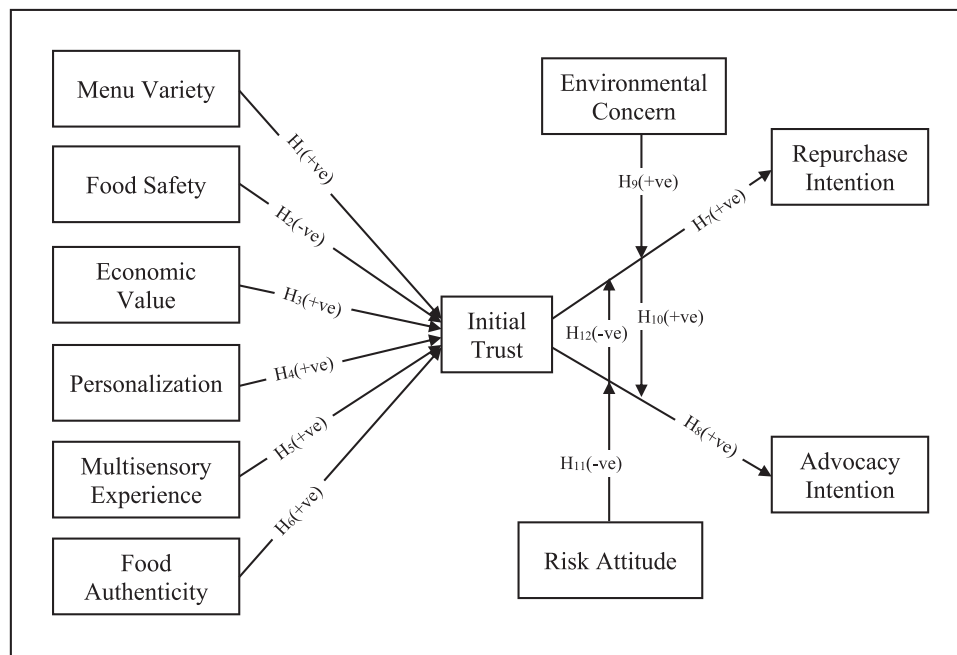 Menu Variety
Food Safety
Economic
Value
Personalization
Multisensory
Experience
Food
Authenticity
H1(+ve)
H2(-ve)
H3(+ve)
H4(+ve)
H5(+ve)
H6(+ve)
Initial
Trust
Environmental
Concern
H9(+ve)
H7(+ve)
H10(+ve)
H12(-ve)
H8(+ve)
H11(-ve)
Risk Attitude
Repurchase
Intention
Advocacy
Intention